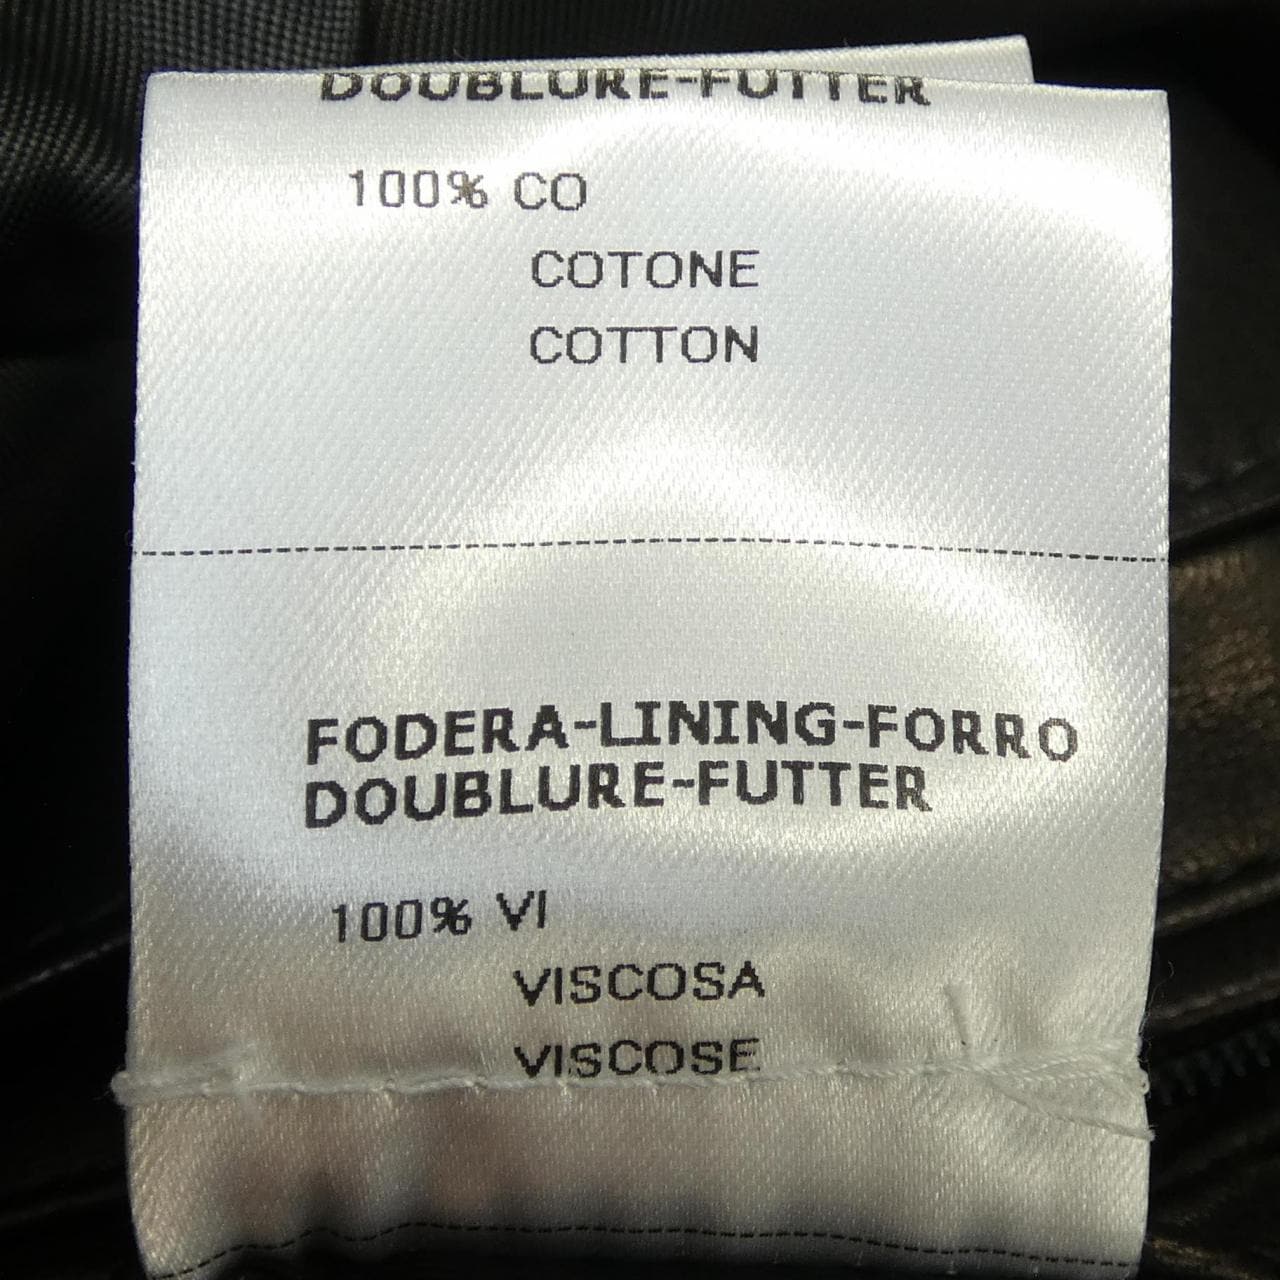 DOUBLURE-FUTTER
100% CO
COTONE
COTTON
FODERA-LINING-FORRO
DOUBLURE-FUTTER
100% VI
VISCOSA
VISCOSE